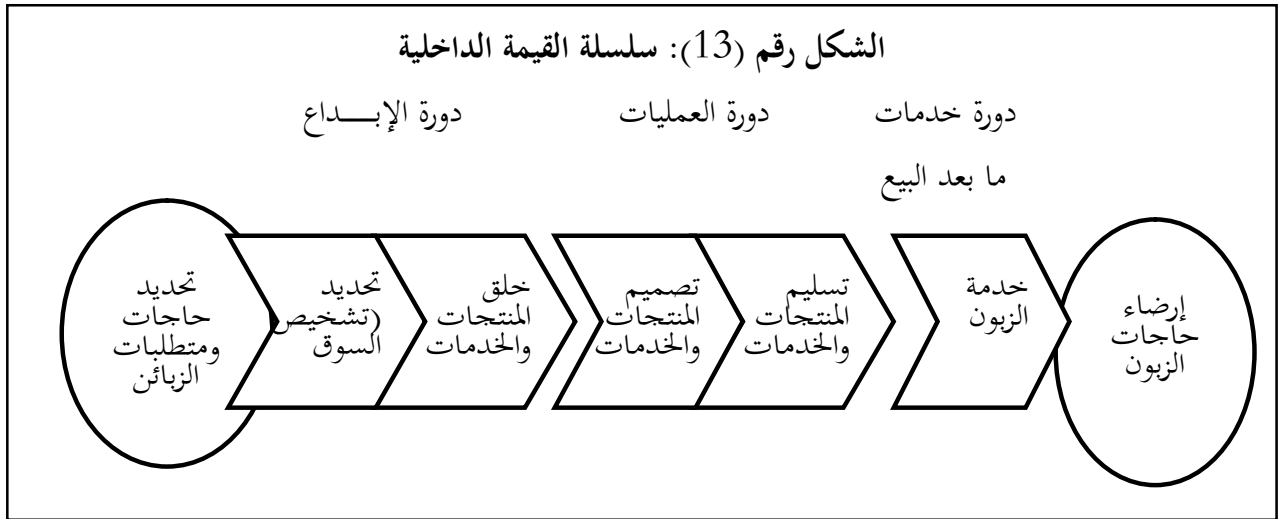 الشكل رقم (13): سلسلة القيمة الداخلية
دورة الإبـــداع
دورة العمليات
دورة خدمات
ما بعد البيع
تحديد
حاجات
ومتطلبات
الزبائن
تحديد
(تشخيص
السوق
خلق
المنتجات
والخدمات
تصميم
المنتجات
والخدمات
تسليم
المنتجات
والخدمات
خدمة
الزبون
إرضاء
حاجات
الزبون